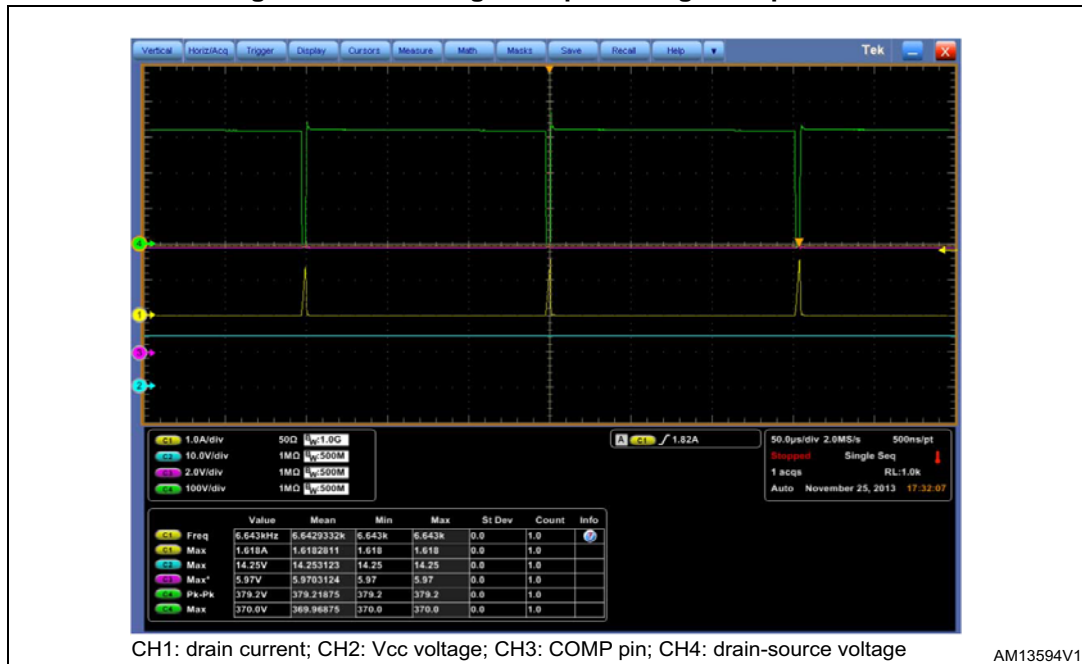 Vertical Horiz/Acq Trigger Display Cursors Measure Math Masks Save Recall Help Tek X
4
1
3
2
C1 1.0A/div 50Ω BW:1.0G
C2 10.0V/div 1MΩ BW:500M
C3 2.0V/div 1MΩ BW:500M
C4 100V/div 1MΩ BW:500M
A C1 1.82A
50.0µs/div 2.0MS/s 500ns/pt
Stopped Single Seq
1 acqs RL:1.0k
Auto November 25, 2013 17:32:07
Value Mean Min Max St Dev Count Info
C1 Freq 6.643kHz 6.6429332k 6.643k 6.643k 0.0 1.0
C1 Max 1.618A 1.6182811 1.618 1.618 0.0 1.0
C2 Max 14.25V 14.253123 14.25 14.25 0.0 1.0
C3 Max* 5.97V 5.9703124 5.97 5.97 0.0 1.0
C4 Pk-Pk 379.2V 379.21875 379.2 379.2 0.0 1.0
C4 Max 370.0V 369.96875 370.0 370.0 0.0 1.0
CH1: drain current; CH2: Vcc voltage; CH3: COMP pin; CH4: drain-source voltage
AM13594V1